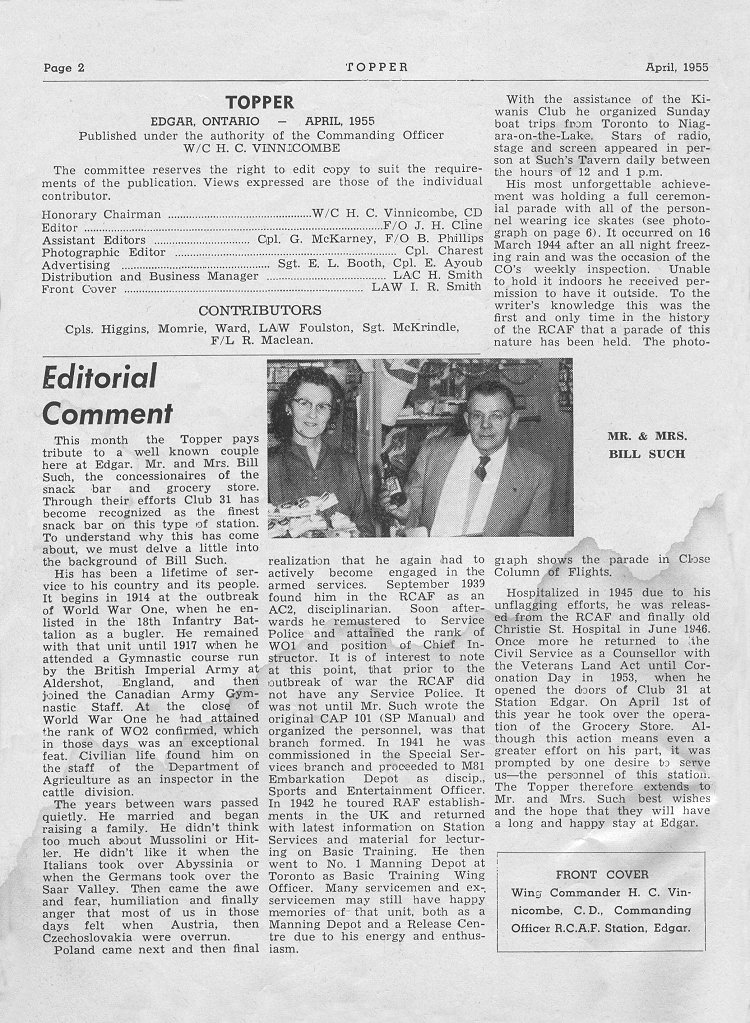 Page 2
TOPPER
April, 1955
TOPPER
EDGAR, ONTARIO — APRIL, 1955
Published under the authority of the Commanding Officer
W/C H. C. VINNICOMBE
The committee reserves the right to edit copy to suit the require-
ments of the publication. Views expressed are those of the individual
contributor.
Honorary Chairman ........................................W/C H. C. Vinnicombe, CD
Editor ....................................................................................F/O J. H. Cline
Assistant Editors ........................... Cpl. G. McKarney, F/O B. Phillips
Photographic Editor ............................................................... Cpl. Charest
Advertising .......................................... Sgt. E. L. Booth, Cpl. E. Ayoub
Distribution and Business Manager .................................. LAC H. Smith
Front Cover .................................................................... LAW I. R. Smith
CONTRIBUTORS
Cpls. Higgins, Momrie, Ward, LAW Foulston, Sgt. McKrindle,
F/L R. Maclean.
Editorial
Comment
This month the Topper pays
tribute to a well known couple
here at Edgar. Mr. and Mrs. Bill
Such, the concessionaires of the
snack bar and grocery store.
Through their efforts Club 31 has
become recognized as the finest
snack bar on this type of station.
To understand why this has come
about, we must delve a little into
the background of Bill Such.
His has been a lifetime of ser-
vice to his country and its people.
It begins in 1914 at the outbreak
of World War One, when he en-
listed in the 18th Infantry Bat-
talion as a bugler. He remained
with that unit until 1917 when he
attended a Gymnastic course run
by the British Imperial Army at
Aldershot, England, and then
joined the Canadian Army Gym-
nastic Staff. At the close of
World War One he had attained
the rank of WO2 confirmed, which
in those days was an exceptional
feat. Civilian life found him on
the staff of the Department of
Agriculture as an inspector in the
cattle division.
The years between wars passed
quietly. He married and began
raising a family. He didn't think
too much about Mussolini or Hit-
ler. He didn't like it when the
Italians took over Abyssinia or
when the Germans took over the
Saar Valley. Then came the awe
and fear, humiliation and finally
anger that most of us in those
days felt when Austria, then
Czechoslovakia were overrun.
Poland came next and then final
realization that he again had to
actively become engaged in the
armed services. September 1939
found him in the RCAF as an
AC2, disciplinarian. Soon after-
wards he remustered to Service
Police and attained the rank of
WO1 and position of Chief In-
structor. It is of interest to note
at this point, that prior to the
outbreak of war the RCAF did
not have any Service Police. It
was not until Mr. Such wrote the
original CAP 101 (SP Manual) and
organized the personnel, was that
branch formed. In 1941 he was
commissioned in the Special Ser-
vices branch and proceeded to M81
Embarkation Depot as discip.,
Sports and Entertainment Officer.
In 1942 he toured RAF establish-
ments in the UK and returned
with latest information on Station
Services and material for lectur-
ing on Basic Training. He then
went to No. 1 Manning Depot at
Toronto as Basic Training Wing
Officer. Many servicemen and ex-
servicemen may still have happy
memories of that unit, both as a
Manning Depot and a Release Cen-
tre due to his energy and enthus-
iasm.
With the assistance of the Ki-
wanis Club he organized Sunday
boat trips from Toronto to Niag-
ara-on-the-Lake. Stars of radio,
stage and screen appeared in per-
son at Such's Tavern daily between
the hours of 12 and 1 p.m.
His most unforgettable achieve-
ment was holding a full ceremon-
ial parade with all of the person-
nel wearing ice skates (see photo-
graph on page 6). It occurred on 16
March 1944 after an all night freez-
ing rain and was the occasion of the
CO's weekly inspection. Unable
to hold it indoors he received per-
mission to have it outside. To the
writer's knowledge this was the
first and only time in the history
of the RCAF that a parade of this
nature has been held. The photo-
MR. & MRS.
BILL SUCH
graph shows the parade in Close
Column of Flights.
Hospitalized in 1945 due to his
unflagging efforts, he was releas-
ed from the RCAF and finally old
Christie St. Hospital in June 1946.
Once more he returned to the
Civil Service as a Counsellor with
the Veterans Land Act until Cor-
onation Day in 1953, when he
opened the doors of Club 31 at
Station Edgar. On April 1st of
this year he took over the opera-
tion of the Grocery Store. Al-
though this action means even a
greater effort on his part, it was
prompted by one desire to serve
us—the personnel of this station.
The Topper therefore extends to
Mr. and Mrs. Such best wishes
and the hope that they will have
a long and happy stay at Edgar.
FRONT COVER
Wing Commander H. C. Vin-
nicombe, C. D., Commanding
Officer R.C.A.F. Station, Edgar.